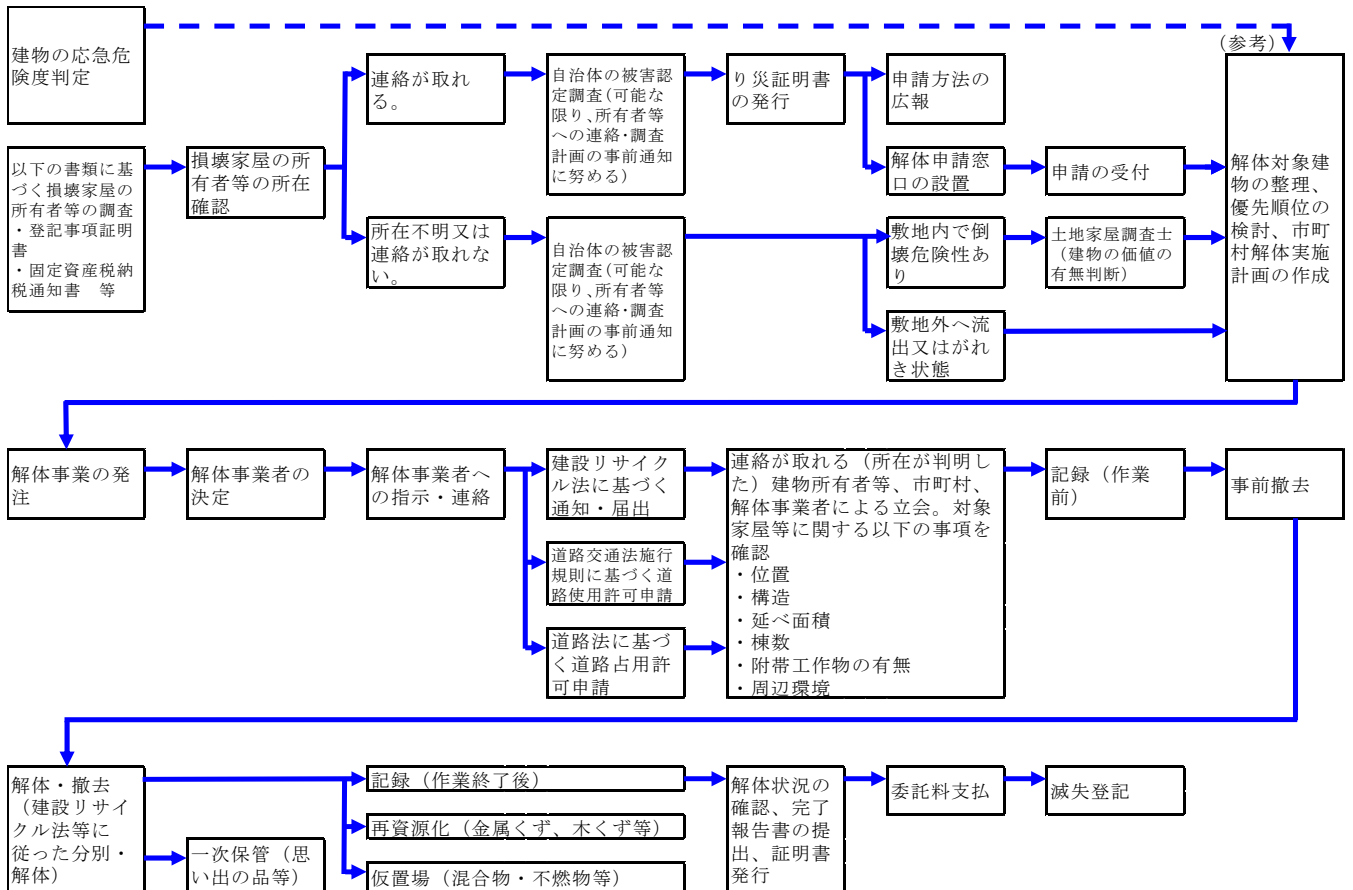 建物の応急危
険度判定
(参考)
以下の書類に基
づく損壊家屋の
所有者等の調査
・登記事項証明
書
・固定資産税納
税通知書　等
損壊家屋の所
有者等の所在
確認
連絡が取れ
る。
自治体の被害認
定調査(可能な
限り、所有者等
への連絡・調査
計画の事前通知
に努める)
り災証明書
の発行
申請方法の
広報
解体申請窓
口の設置
申請の受付
所在不明又は
連絡が取れな
い。
自治体の被害認
定調査(可能な
限り、所有者等
への連絡・調査
計画の事前通知
に努める)
敷地内で倒
壊危険性あ
り
土地家屋調査士
（建物の価値の
有無判断）
敷地外へ流
出又はがれ
き状態
解体対象建
物の整理、
優先順位の
検討、市町
村解体実施
計画の作成
解体事業の発
注
解体事業者の
決定
解体事業者へ
の指示・連絡
建設リサイク
ル法に基づく
通知・届出
道路交通法施行
規則に基づく道
路使用許可申請
道路法に基づ
く道路占用許
可申請
連絡が取れる（所在が判明し
た）建物所有者等、市町村、
解体事業者による立会。対象
家屋等に関する以下の事項を
確認
・位置
・構造
・延べ面積
・棟数
・附帯工作物の有無
・周辺環境
記録（作業
前）
事前撤去
解体・撤去
（建設リサイ
クル法等に
従った分別・
解体）
一次保管（思
い出の品等）
記録（作業終了後）
再資源化（金属くず、木くず等）
仮置場（混合物・不燃物等）
解体状況の
確認、完了
報告書の提
出、証明書
発行
委託料支払
滅失登記